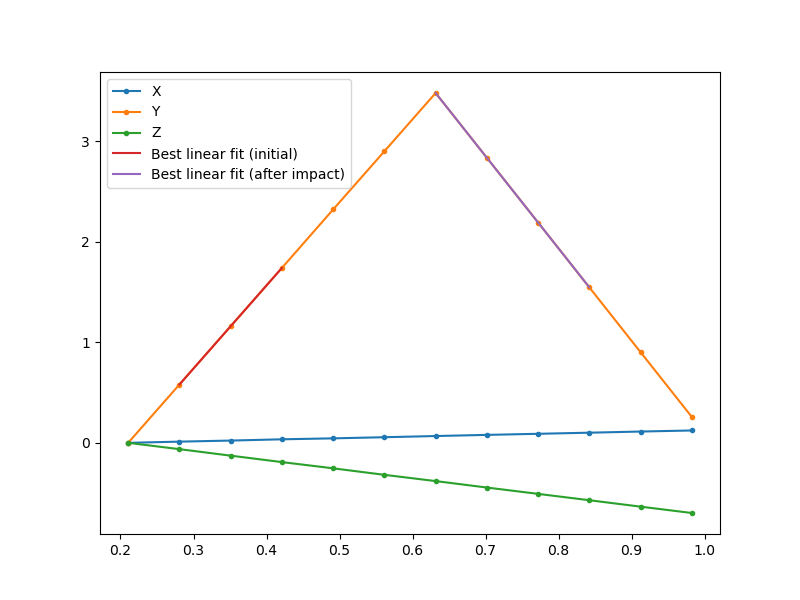 X
Y
Z
Best linear fit (initial)
Best linear fit (after impact)
3
2
1
0
0.2 0.3 0.4 0.5 0.6 0.7 0.8 0.9 1.0